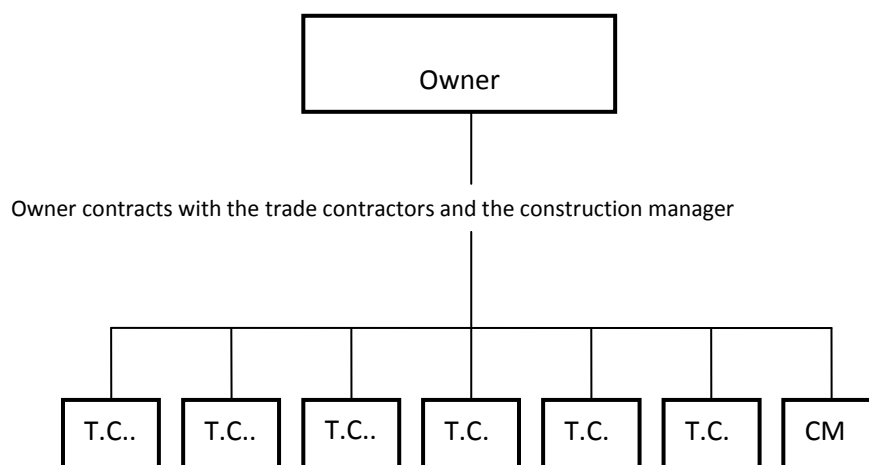 Owner
Owner contracts with the trade contractors and the construction manager
T.C.. T.C.. T.C.. T.C. T.C. T.C. CM